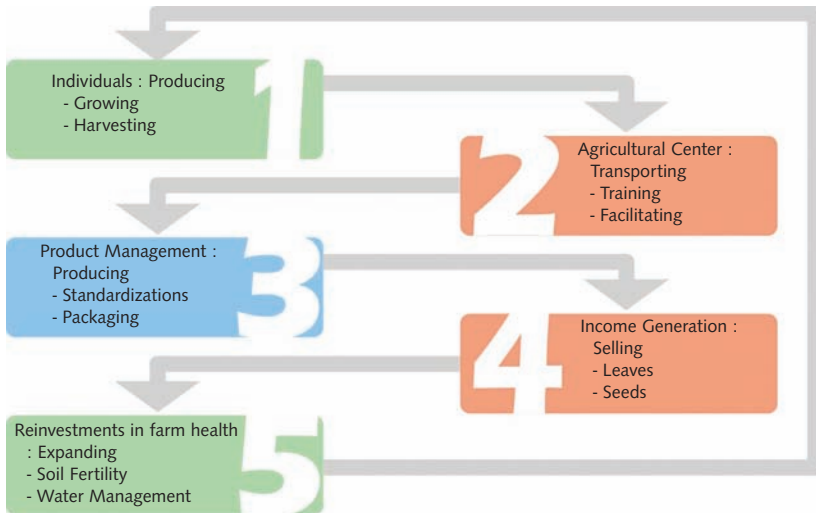 1
Individuals : Producing
- Growing
- Harvesting
2
Agricultural Center :
Transporting
- Training
- Facilitating
3
Product Management :
Producing
- Standardizations
- Packaging
4
Income Generation :
Selling
- Leaves
- Seeds
5
Reinvestments in farm health
: Expanding
- Soil Fertility
- Water Management